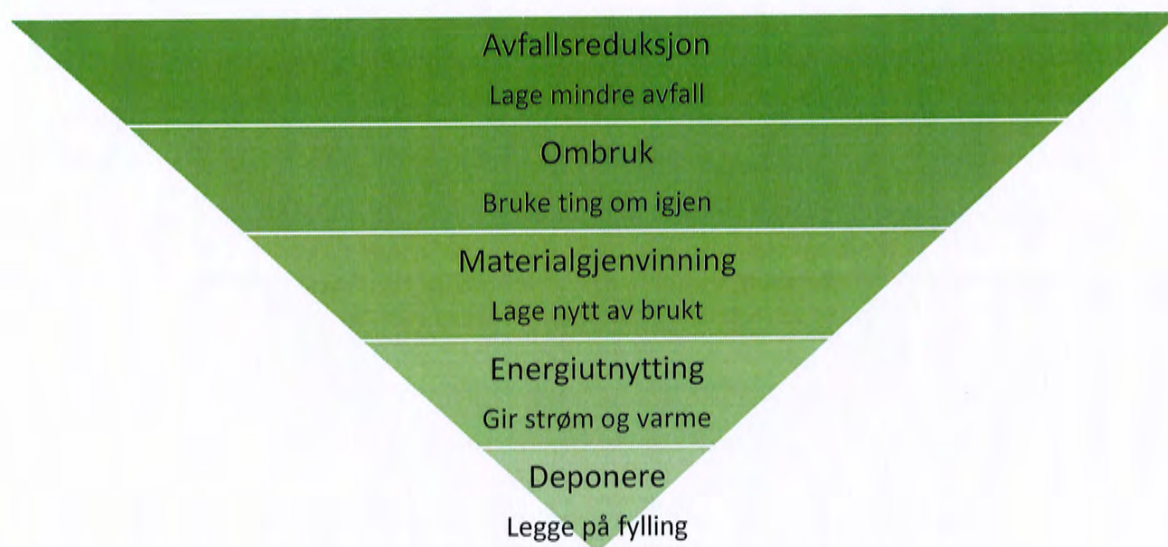 Avfallsreduksjon
Lage mindre avfall
Ombruk
Bruke ting om igjen
Materialgjenvinning
Lage nytt av brukt
Energiutnytting
Gir strøm og varme
Deponere
Legge på fylling